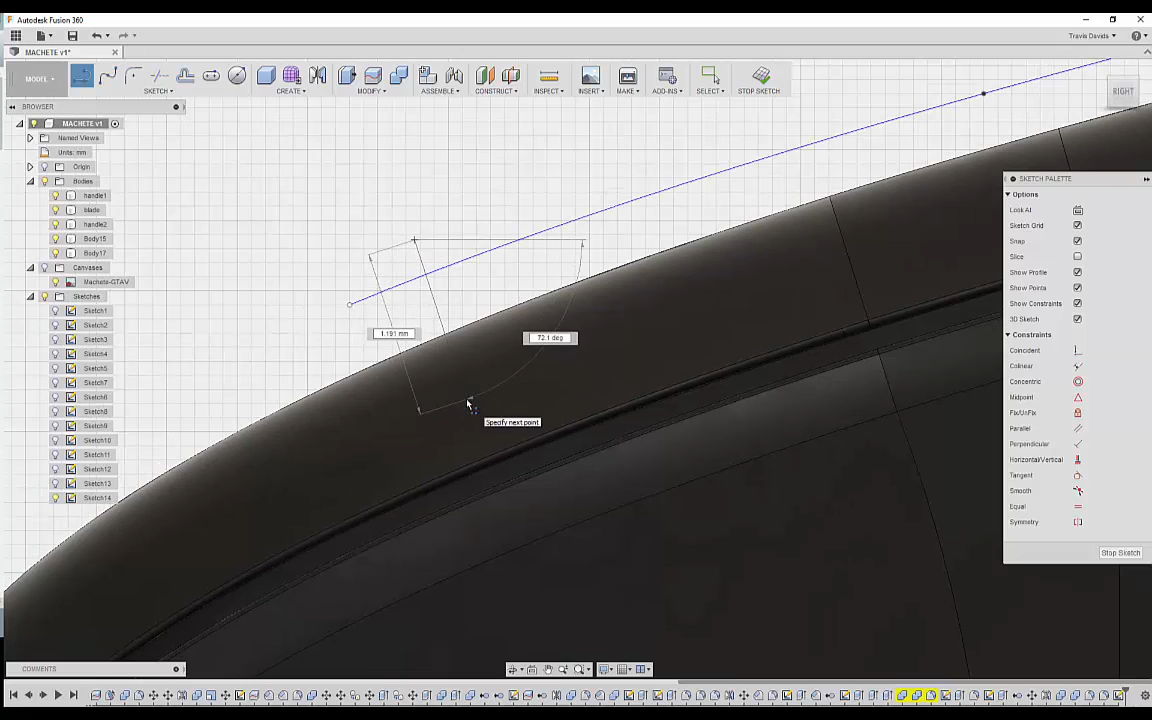 Autodesk Fusion 360
Travis Davids
MACHETE v1*
MODEL
SKETCH
CREATE
MODIFY
ASSEMBLE
CONSTRUCT
INSPECT
INSERT
MAKE
ADD-INS
SELECT
STOP SKETCH
BROWSER
RIGHT
MACHETE v1
Named Views
Units: mm
Origin
Bodies
handle1
blade
handle2
Body15
Body17
Canvases
Machete-GTAV
Sketches
Sketch1
Sketch2
Sketch3
Sketch4
Sketch5
Sketch7
Sketch6
Sketch8
Sketch9
Sketch10
Sketch11
Sketch12
Sketch13
Sketch14
1.191 mm
72.1 deg
Specify next point
SKETCH PALETTE
Options
Look At
Sketch Grid
Snap
Slice
Show Profile
Show Points
Show Constraints
3D Sketch
Constraints
Coincident
Colinear
Concentric
Midpoint
Fix/UnFix
Parallel
Perpendicular
Horizontal/Vertical
Tangent
Smooth
Equal
Symmetry
Stop Sketch
COMMENTS